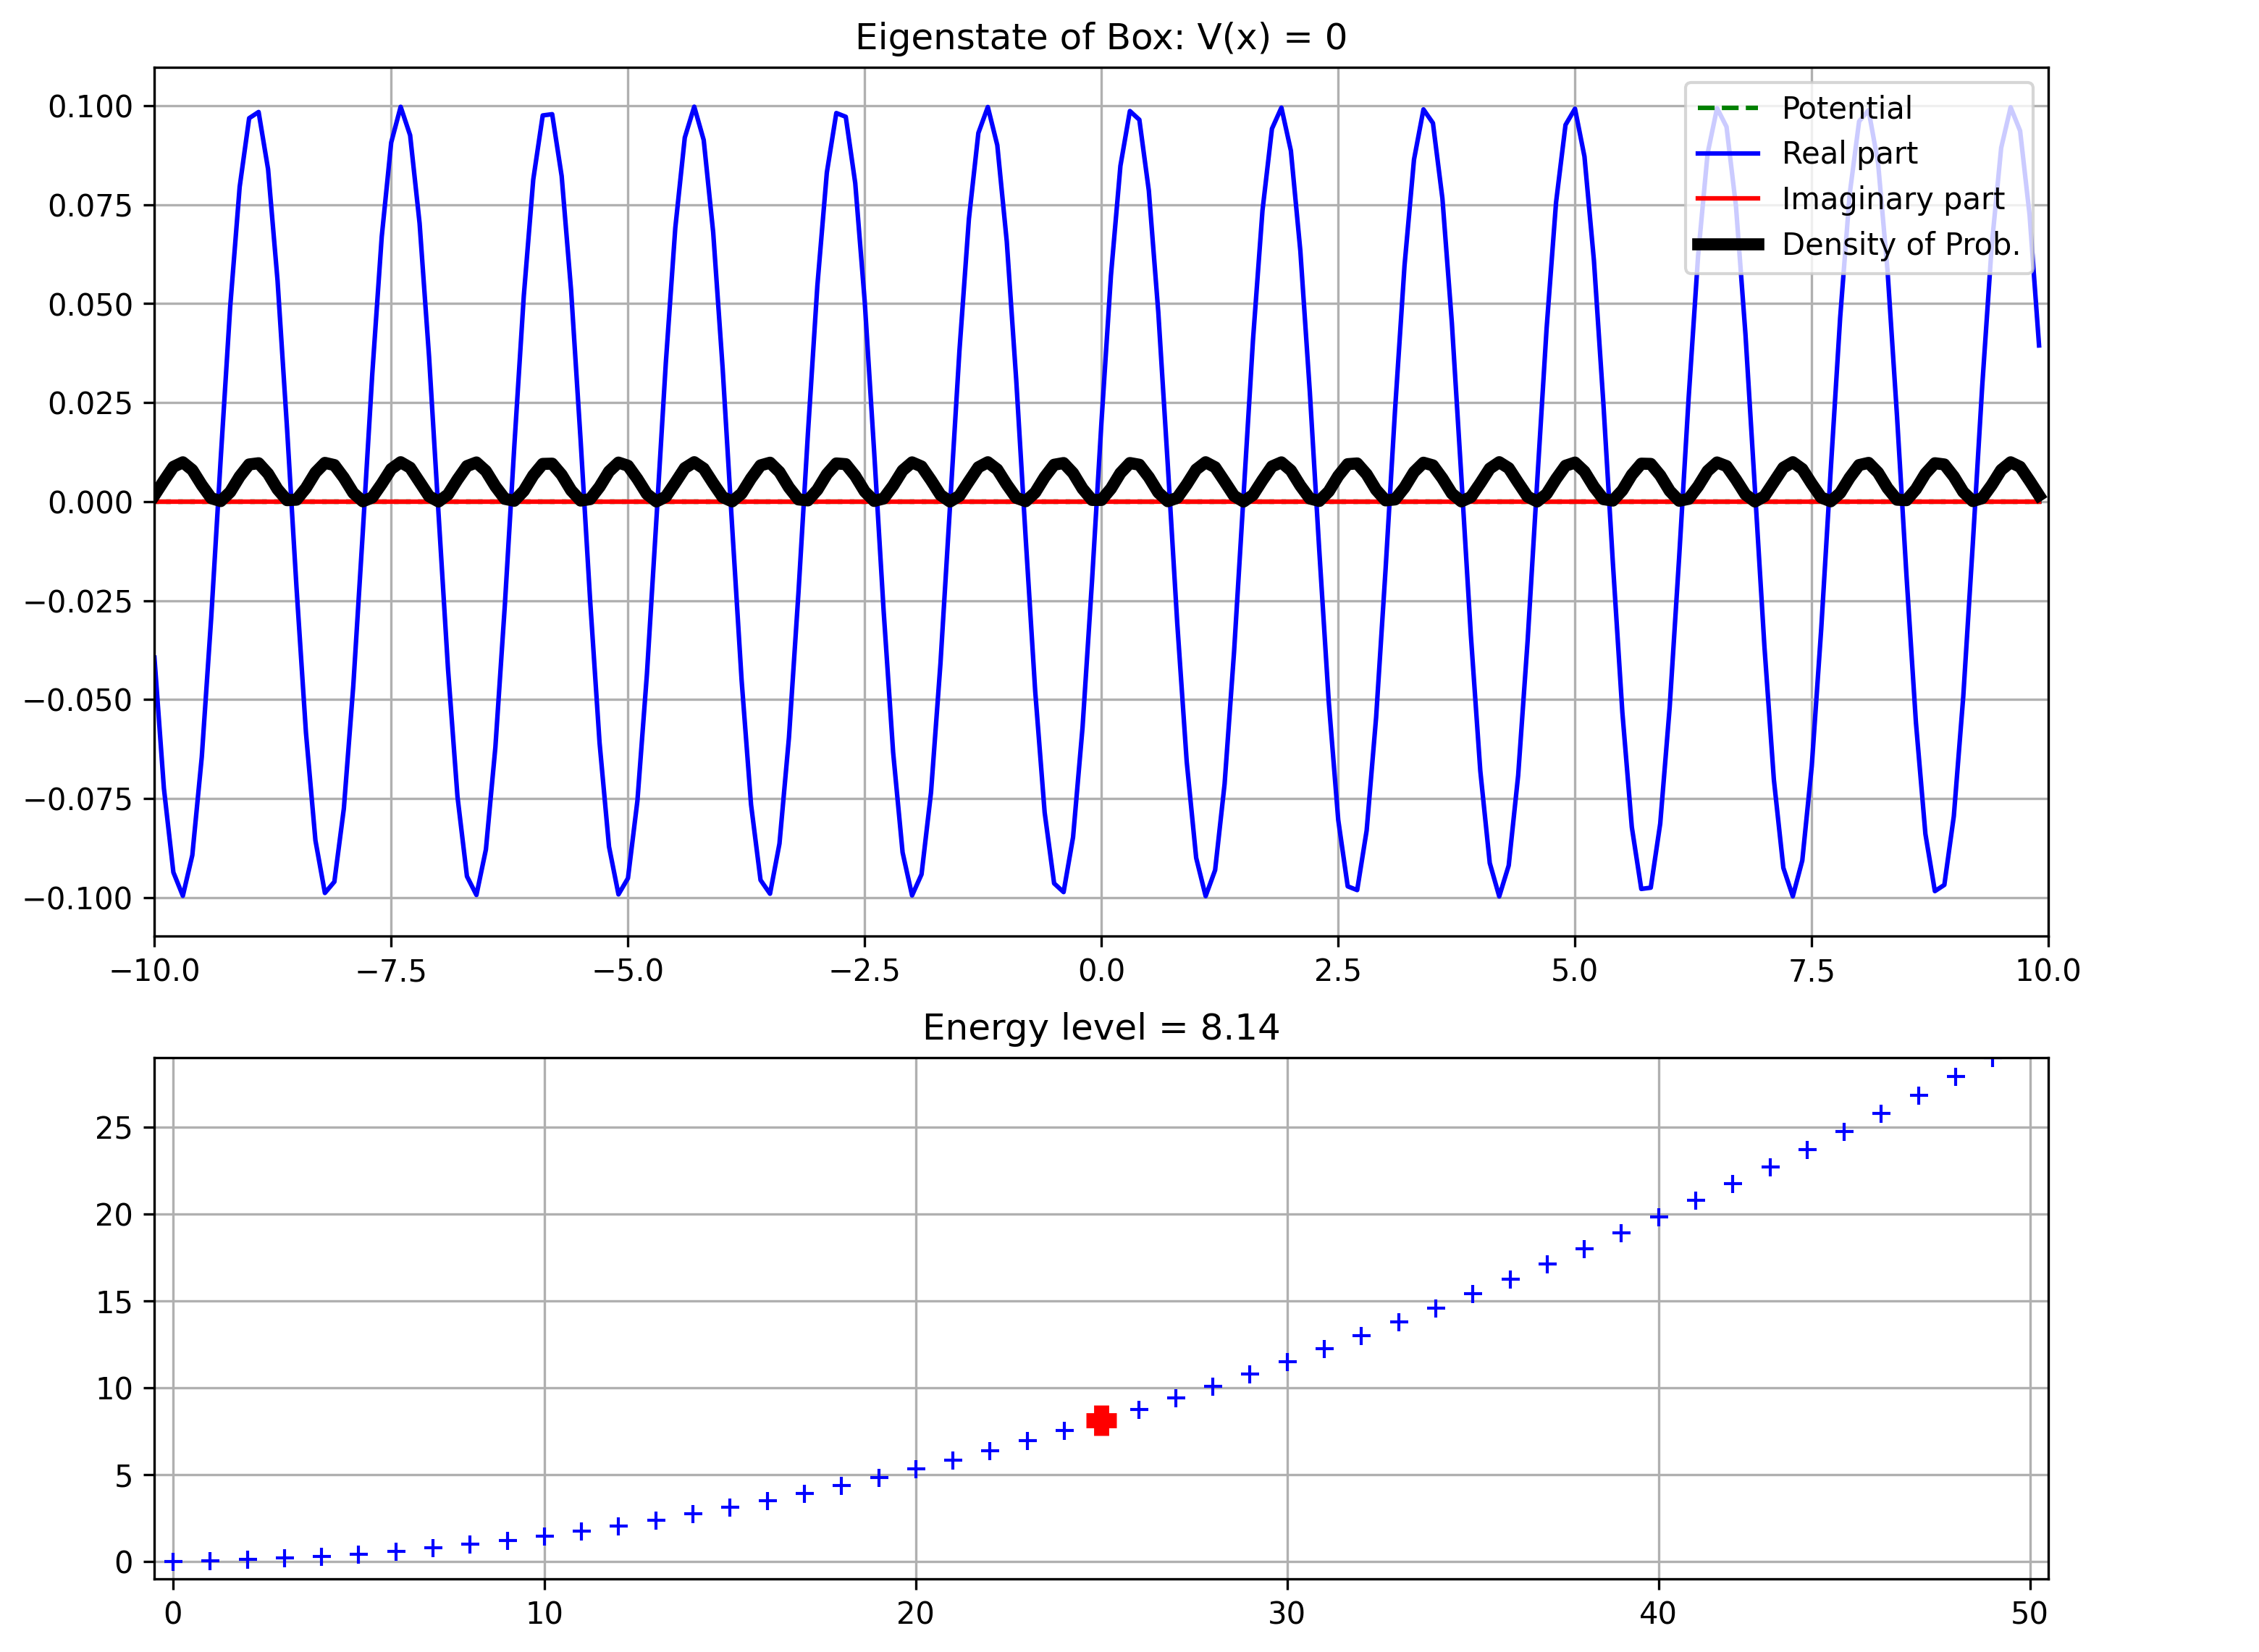 Eigenstate of Box: V(x) = 0
0.100
0.075
0.050
0.025
0.000
−0.025
−0.050
−0.075
−0.100
Potential
Real part
Imaginary part
Density of Prob.
−10.0 −7.5 −5.0 −2.5 0.0 2.5 5.0 7.5 10.0
Energy level = 8.14
25
20
15
10
5
0
0 10 20 30 40 50